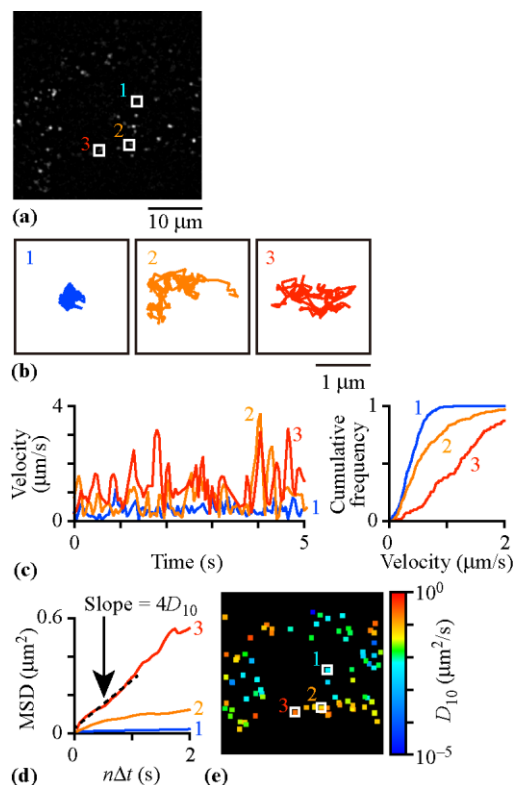 1
2
3
(a)
10 μm
1
2
3
(b)
1 μm
4
2
0
Velocity
(μm/s)
2
3
1
0
5
Time (s)
1
0
Cumulative
frequency
1
2
3
0
1
2
Velocity (μm/s)
(c)
Slope = 4D₁₀
0.6
0
MSD (μm²)
3
2
1
0
2
nΔt (s)
(d)
1
2
3
(e)
10⁰
10⁻⁵
D₁₀ (μm²/s)